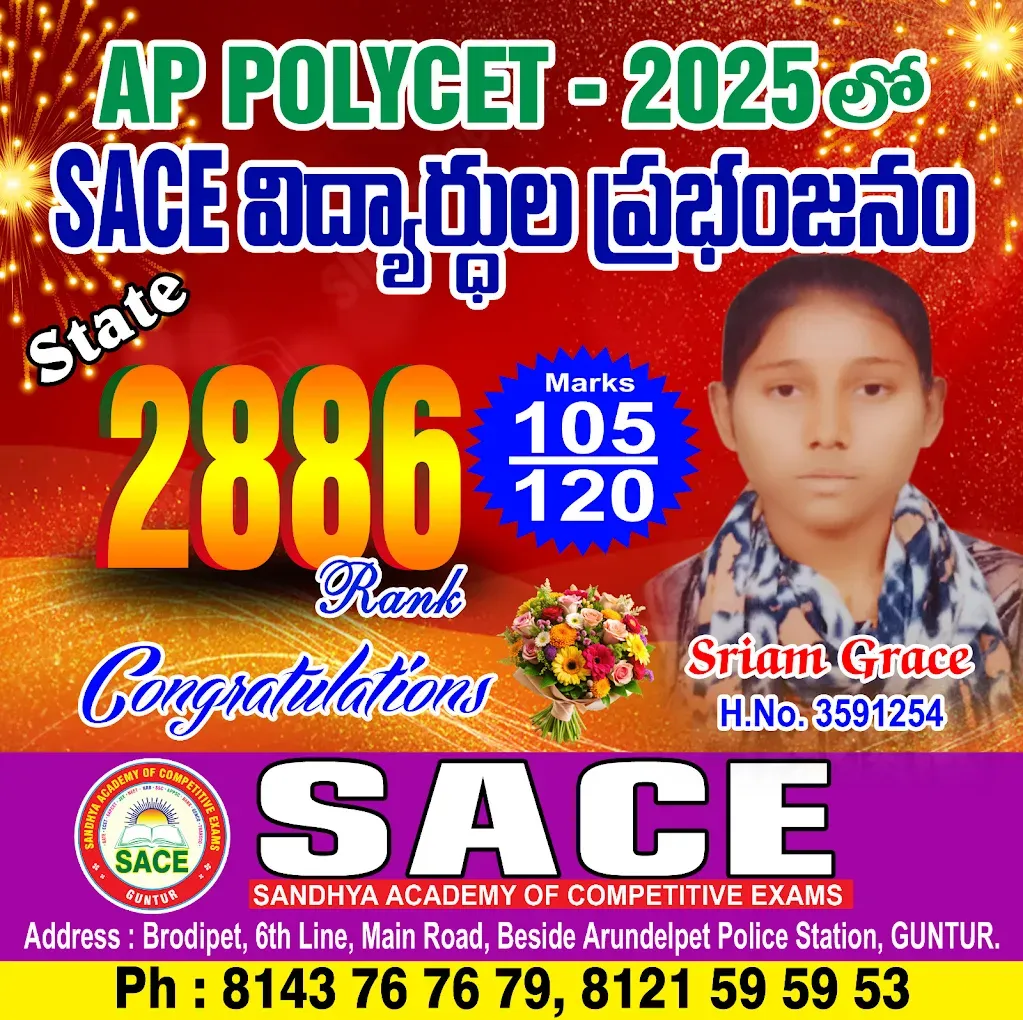 AP POLYCET - 2025 లో
SACE విద్యార్థుల ప్రభంజనం
State
2886
Rank
Marks
105
120
Congratulations
Sriam Grace
H.No. 3591254
SANDHYA ACADEMY OF COMPETITIVE EXAMS
SACE
GUNTUR
SACE
SANDHYA ACADEMY OF COMPETITIVE EXAMS
Address : Brodipet, 6th Line, Main Road, Beside Arundelpet Police Station, GUNTUR.
Ph : 8143 76 76 79, 8121 59 59 53